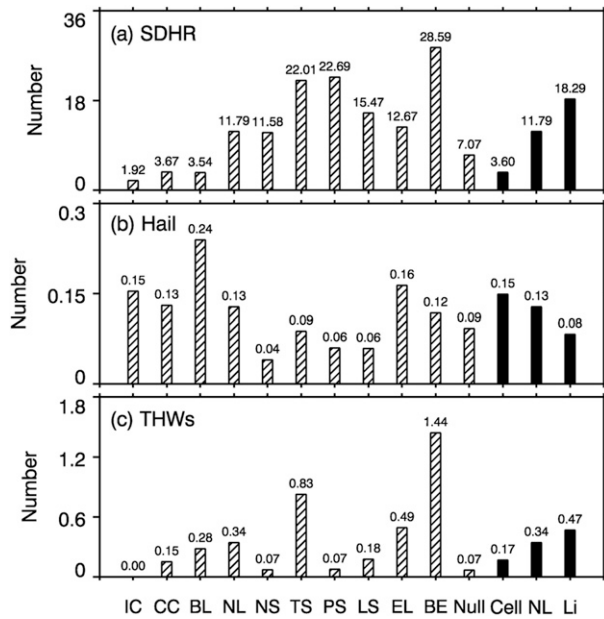 36
(a) SDHR
28.59
22.01 22.69
18.29
18
15.47
11.79 11.58 12.67 11.79
7.07
3.67 3.54 3.60
1.92
0
Number
0.3
(b) Hail
0.24
0.15 0.15 0.13 0.13 0.16 0.12 0.15 0.13
0.09 0.09 0.08
0.06 0.06
0.04
0
Number
1.8
(c) THWs
1.44
1.2
0.83
0.6
0.49 0.47
0.34 0.34
0.28
0.15 0.18 0.17
0.07 0.07 0.07
0.00
0
Number
IC CC BL NL NS TS PS LS EL BE Null Cell NL Li